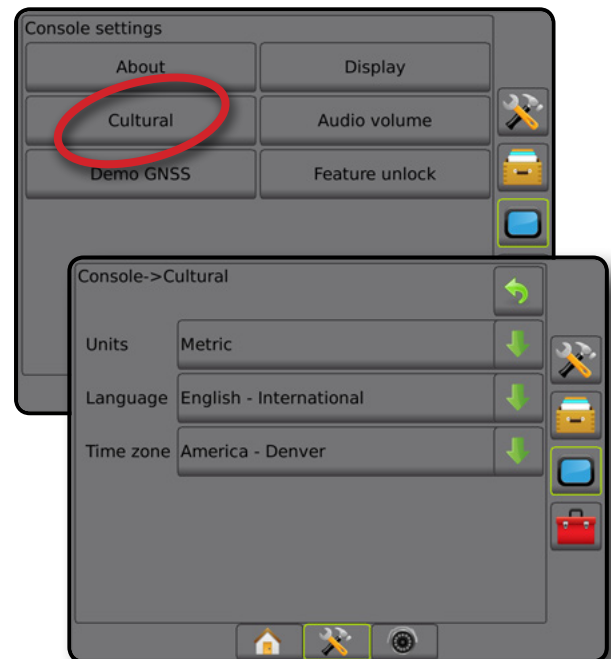 Console settings
About Display
Cultural Audio volume
Demo GNSS Feature unlock
Console->Cultural
Units Metric
Language English - International
Time zone America - Denver